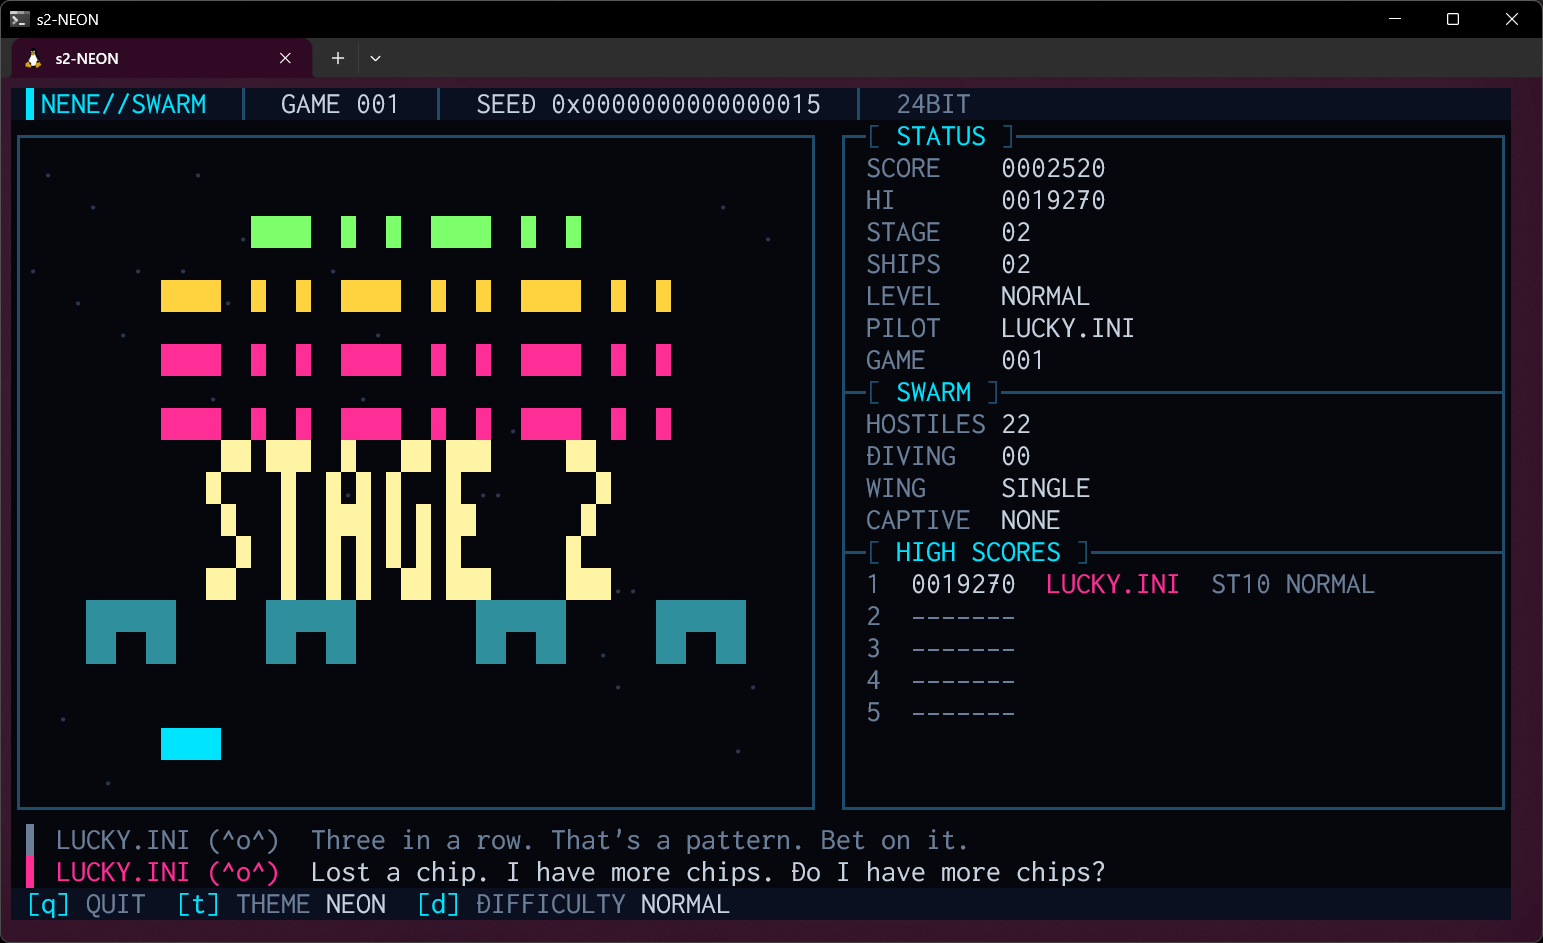 s2-NEON
s2-NEON
NENE//SWARM GAME 001 SEEĐ 0x0000000000000015 24BIT
STAGE 2
[ STATUS ]
SCORE 0002520
HI 0019270
STAGE 02
SHIPS 02
LEVEL NORMAL
PILOT LUCKY.INI
GAME 001
[ SWARM ]
HOSTILES 22
ĐIVING 00
WING SINGLE
CAPTIVE NONE
[ HIGH SCORES ]
1 0019270 LUCKY.INI ST10 NORMAL
2 -------
3 -------
4 -------
5 -------
LUCKY.INI (^o^) Three in a row. That's a pattern. Bet on it.
LUCKY.INI (^o^) Lost a chip. I have more chips. Đo I have more chips?
[q] QUIT [t] THEME NEON [d] ĐIFFICULTY NORMAL